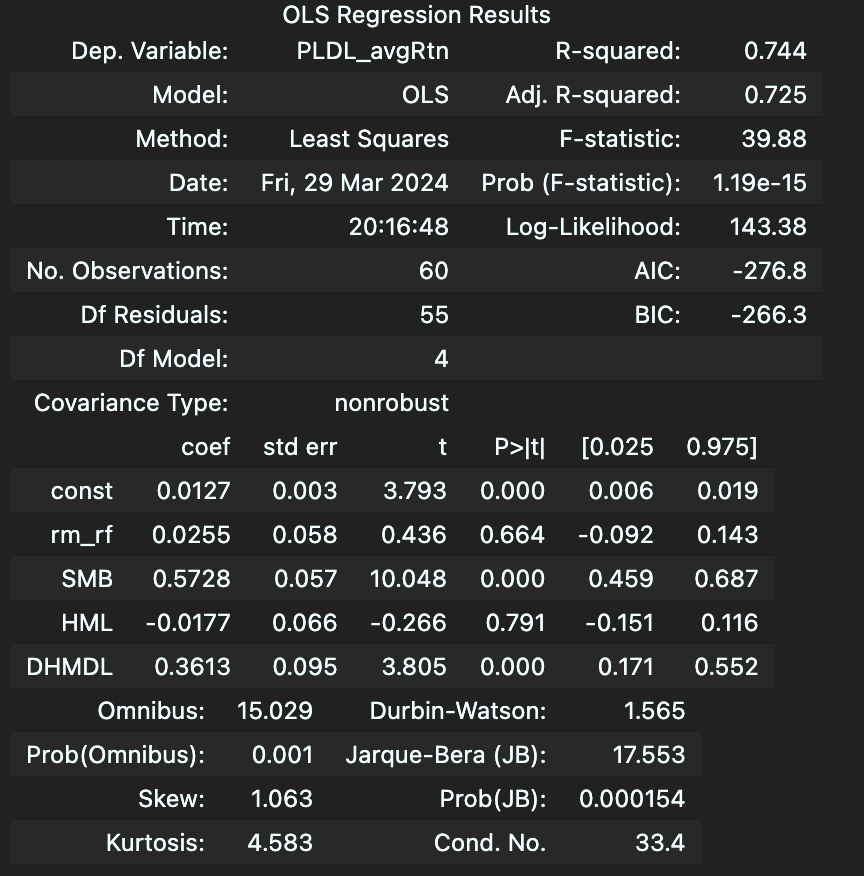 OLS Regression Results
Dep. Variable: PLDL_avgRtn R-squared: 0.744
Model: OLS Adj. R-squared: 0.725
Method: Least Squares F-statistic: 39.88
Date: Fri, 29 Mar 2024 Prob (F-statistic): 1.19e-15
Time: 20:16:48 Log-Likelihood: 143.38
No. Observations: 60 AIC: -276.8
Df Residuals: 55 BIC: -266.3
Df Model: 4
Covariance Type: nonrobust
coef std err t P>|t| [0.025 0.975]
const 0.0127 0.003 3.793 0.000 0.006 0.019
rm_rf 0.0255 0.058 0.436 0.664 -0.092 0.143
SMB 0.5728 0.057 10.048 0.000 0.459 0.687
HML -0.0177 0.066 -0.266 0.791 -0.151 0.116
DHMDL 0.3613 0.095 3.805 0.000 0.171 0.552
Omnibus: 15.029 Durbin-Watson: 1.565
Prob(Omnibus): 0.001 Jarque-Bera (JB): 17.553
Skew: 1.063 Prob(JB): 0.000154
Kurtosis: 4.583 Cond. No. 33.4